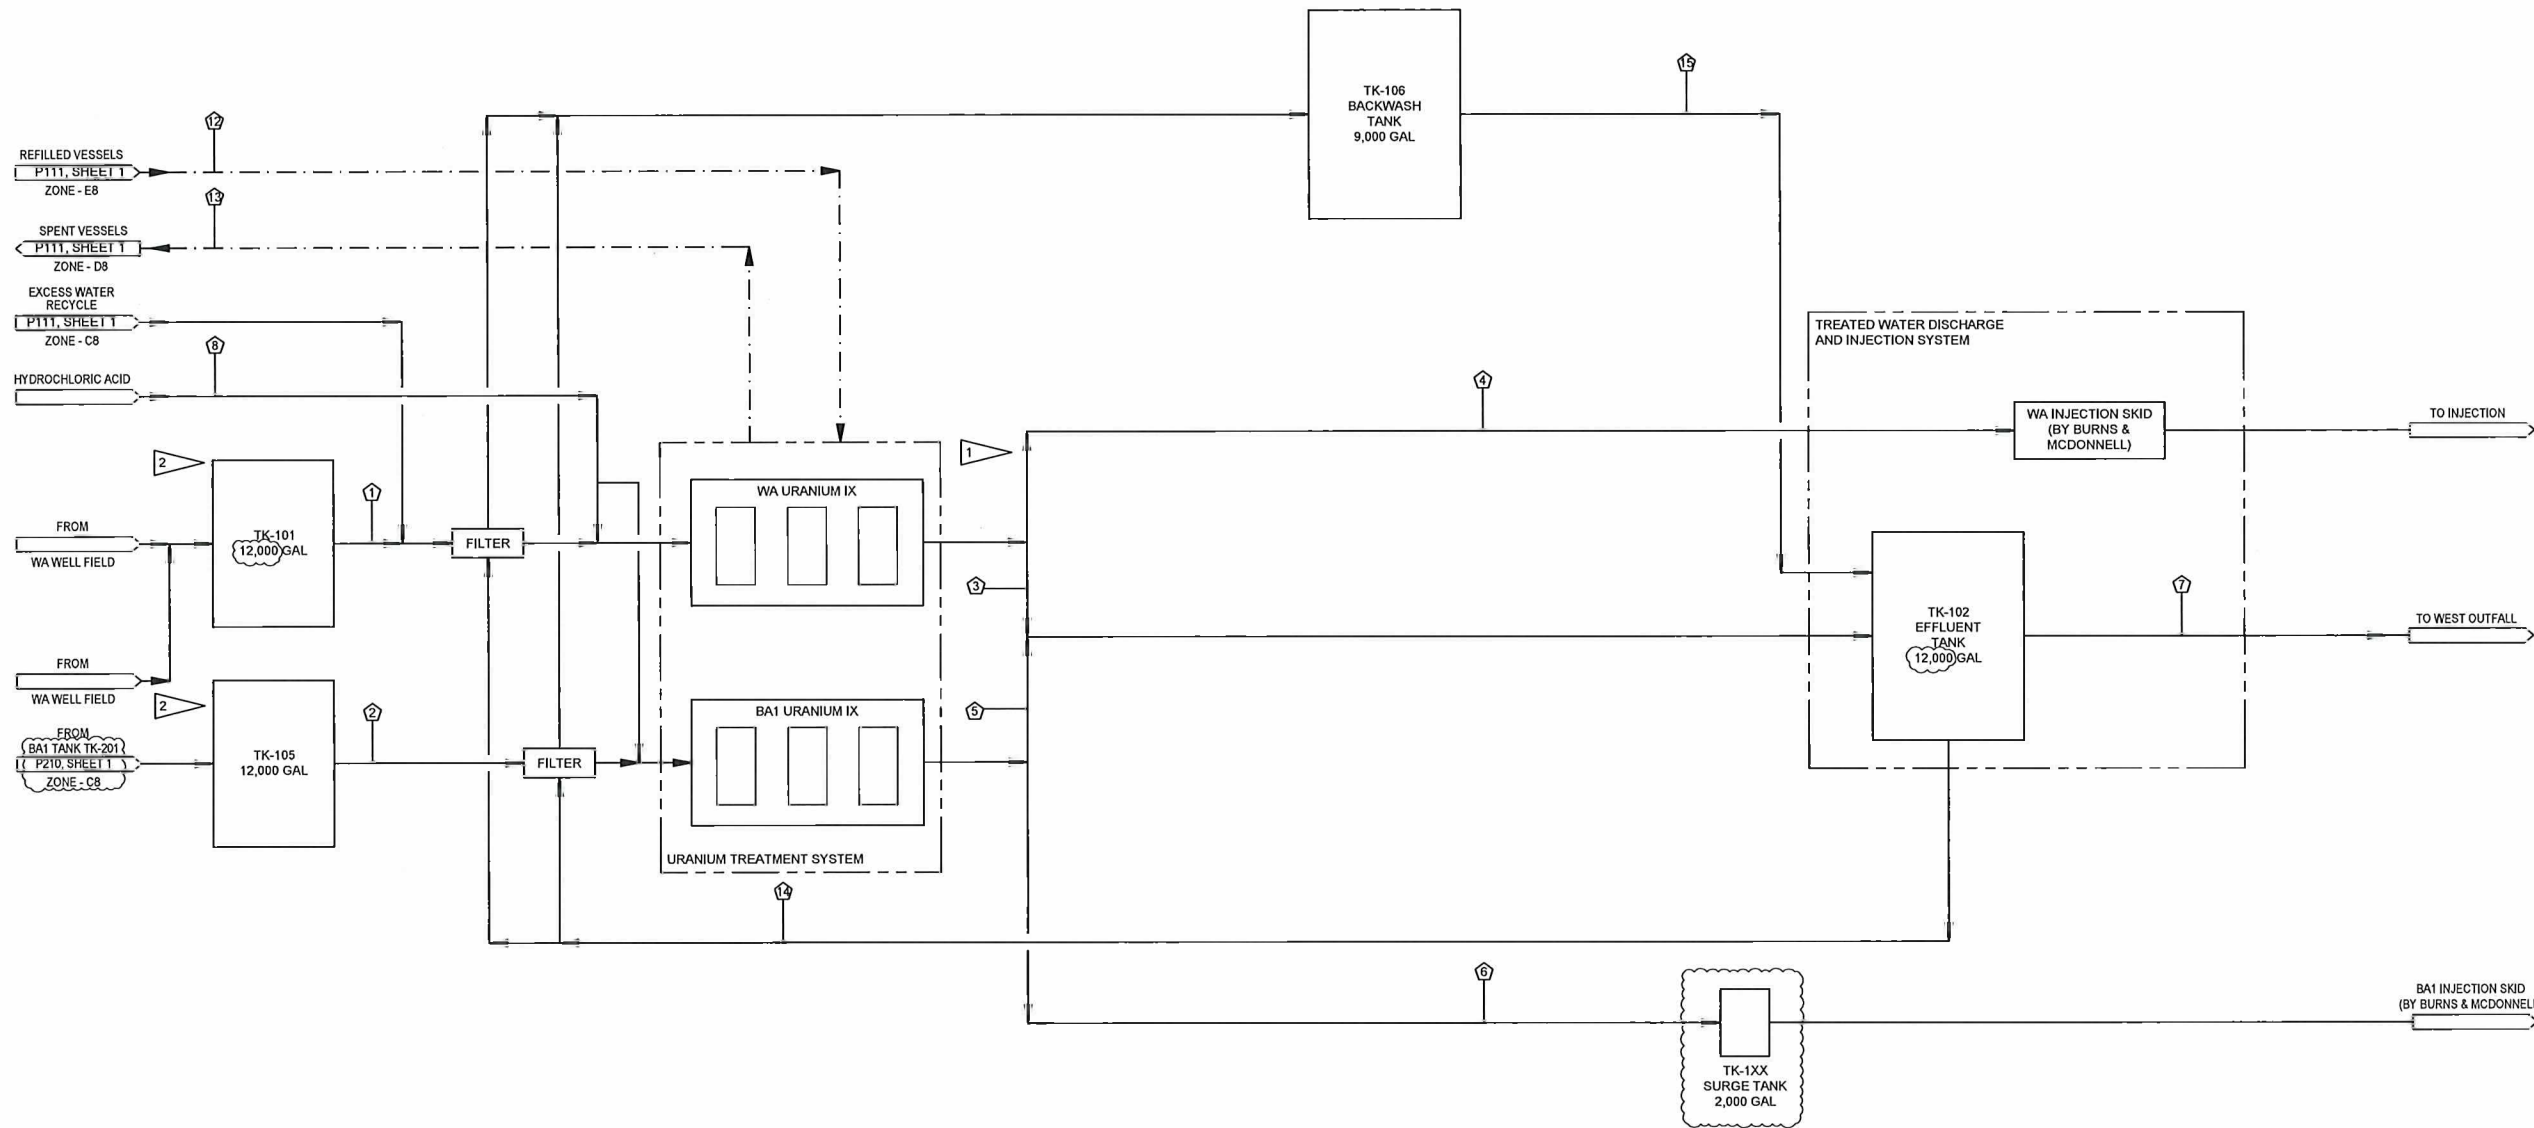 TK-106
BACKWASH
TANK
9,000 GAL
15
12
REFILLED VESSELS
P111, SHEET 1
ZONE - E8
13
SPENT VESSELS
P111, SHEET 1
ZONE - D8
EXCESS WATER
RECYCLE
P111, SHEET 1
ZONE - C8
8
HYDROCHLORIC ACID
TREATED WATER DISCHARGE
AND INJECTION SYSTEM
4
WA INJECTION SKID
(BY BURNS &
MCDONNELL)
TO INJECTION
2
1
TK-101
12,000 GAL
1
FROM
WA WELL FIELD
FILTER
WA URANIUM IX
3
TK-102
EFFLUENT
TANK
12,000 GAL
7
TO WEST OUTFALL
FROM
WA WELL FIELD
2
2
5
BA1 URANIUM IX
FROM
BA1 TANK TK-201
P210, SHEET 1
ZONE - C8
TK-105
12,000 GAL
FILTER
URANIUM TREATMENT SYSTEM
14
6
TK-1XX
SURGE TANK
2,000 GAL
BA1 INJECTION SKID
(BY BURNS & MCDONNELL